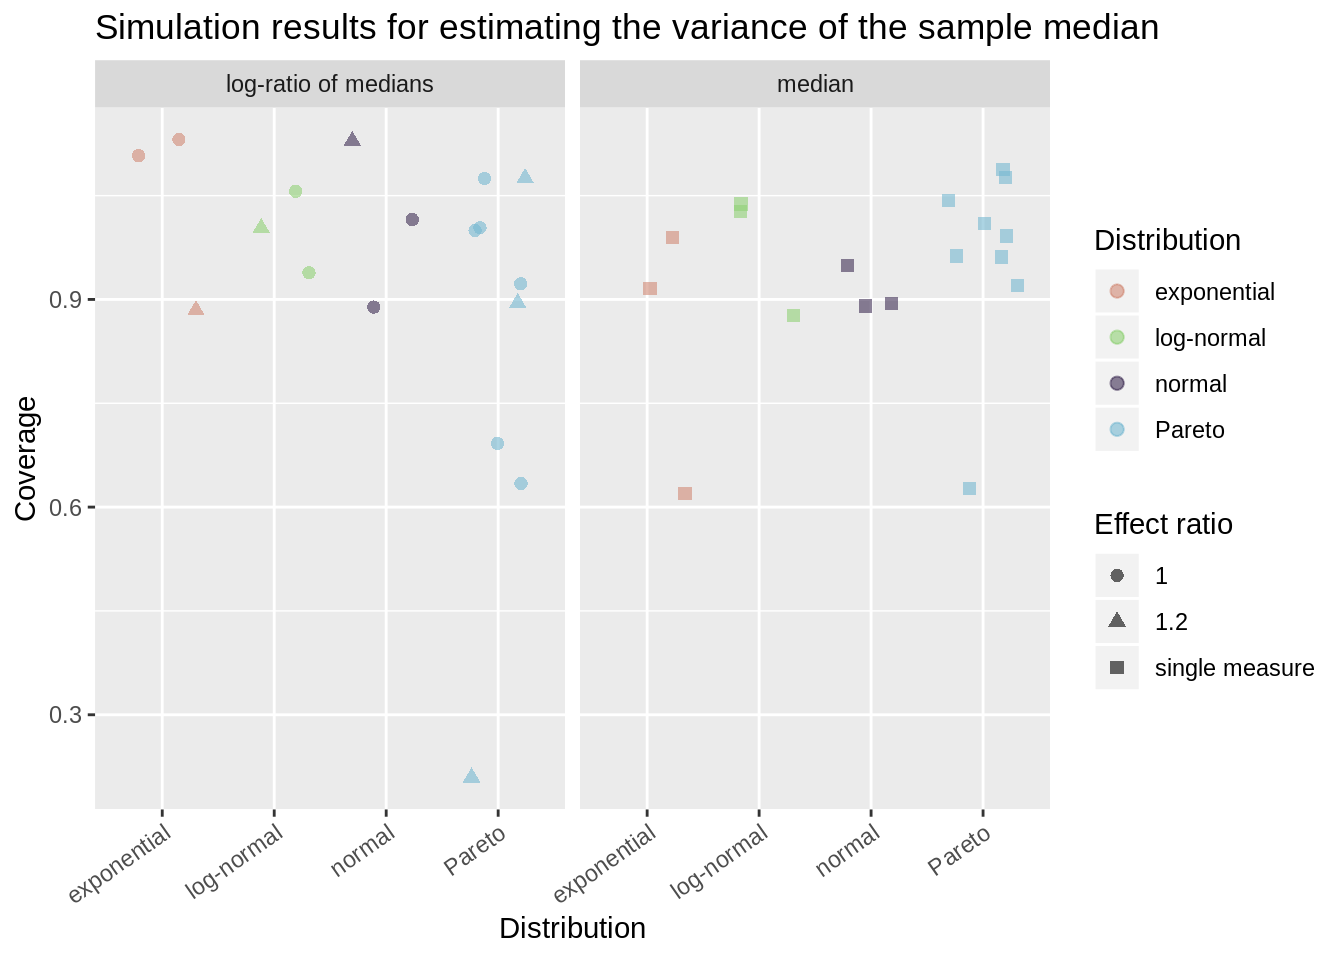 Simulation results for estimating the variance of the sample median
log-ratio of medians
median
0.9
0.6
0.3
Coverage
exponential
log-normal
normal
Pareto
exponential
log-normal
normal
Pareto
Distribution
Distribution
exponential
log-normal
normal
Pareto
Effect ratio
1
1.2
single measure